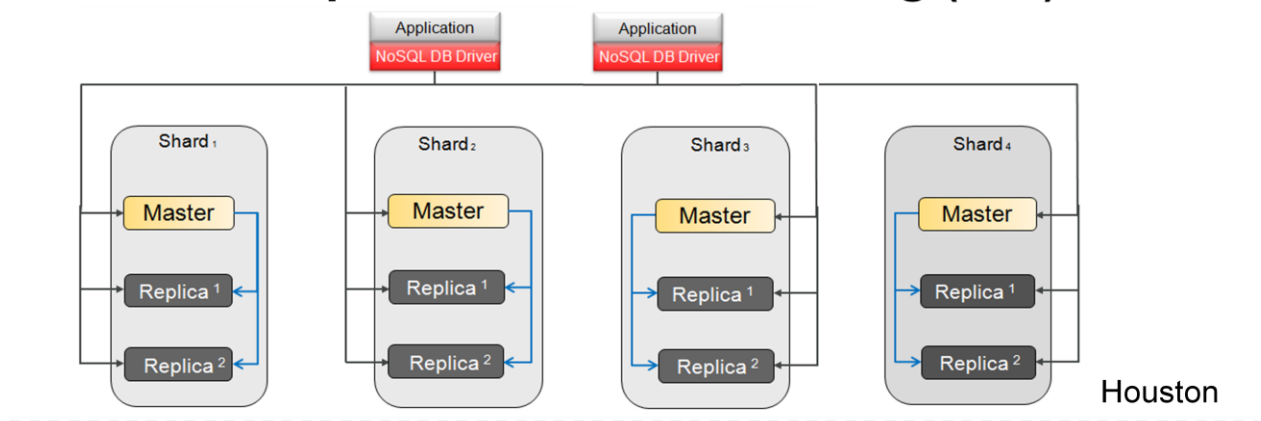 Application
NoSQL DB Driver
Application
NoSQL DB Driver
Shard 1
Master
Replica 1
Replica 2
Shard 2
Master
Replica 1
Replica 2
Shard 3
Master
Replica 1
Replica 2
Shard 4
Master
Replica 1
Replica 2
Houston